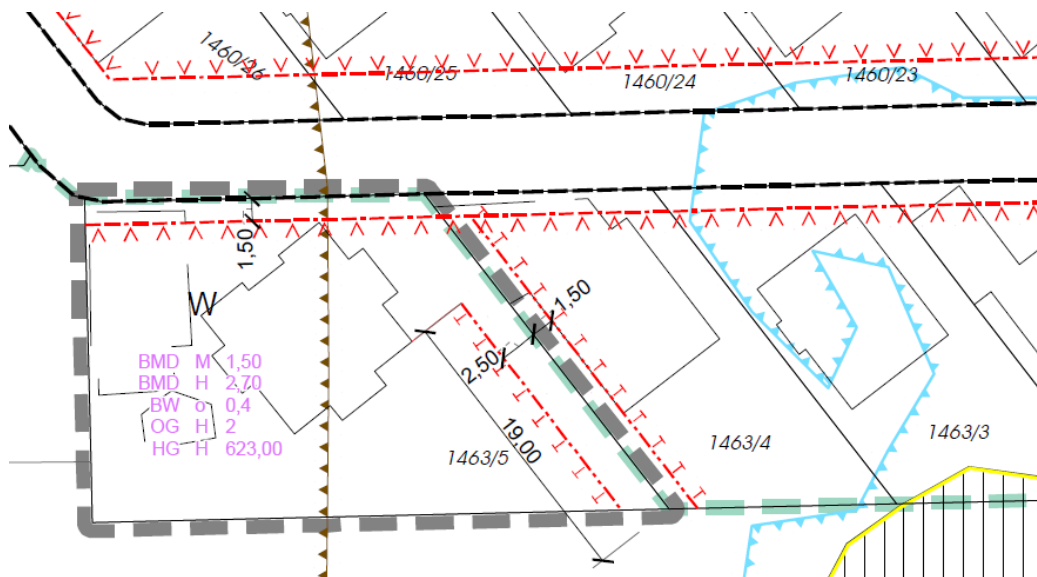 1460/26
1460/25
1460/24
1460/23
1,50
1,50
W
2,50
BMD M 1,50
BMD H 2,70
BW o 0,4
OG H 2
HG H 623,00
19,00
1463/5
1463/4
1463/3